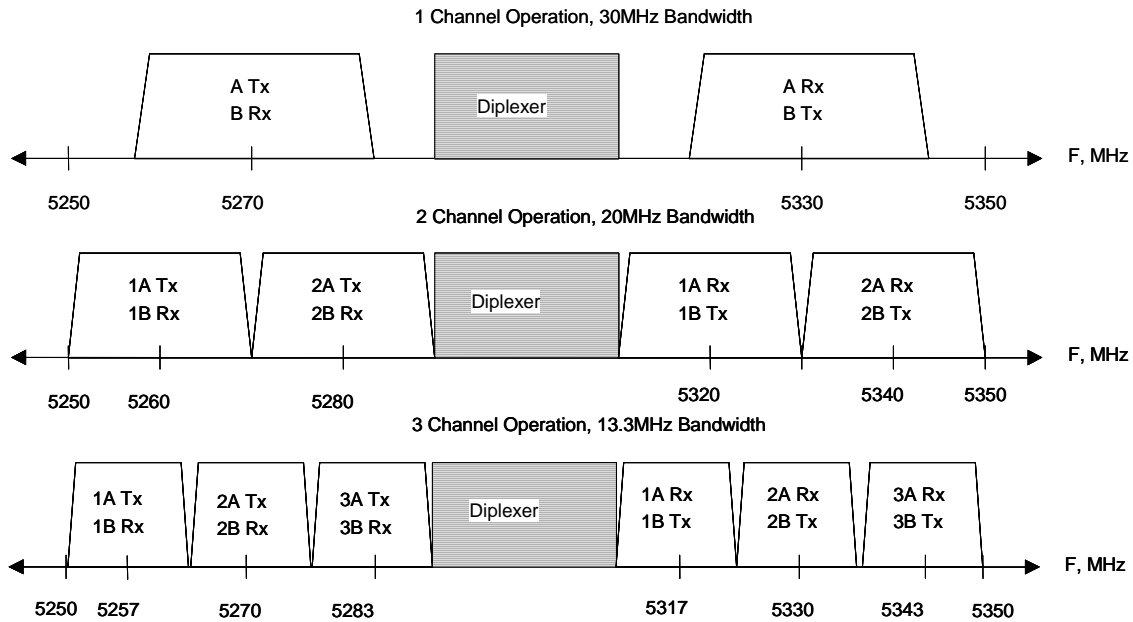 1 Channel Operation, 30MHz Bandwidth
A Tx
B Rx
Diplexer
A Rx
B Tx
F, MHz
5250 5270 5330 5350
2 Channel Operation, 20MHz Bandwidth
1A Tx
1B Rx
2A Tx
2B Rx
Diplexer
1A Rx
1B Tx
2A Rx
2B Tx
F, MHz
5250 5260 5280 5320 5340 5350
3 Channel Operation, 13.3MHz Bandwidth
1A Tx
1B Rx
2A Tx
2B Rx
3A Tx
3B Rx
Diplexer
1A Rx
1B Tx
2A Rx
2B Tx
3A Rx
3B Tx
F, MHz
5250 5257 5270 5283 5317 5330 5343 5350